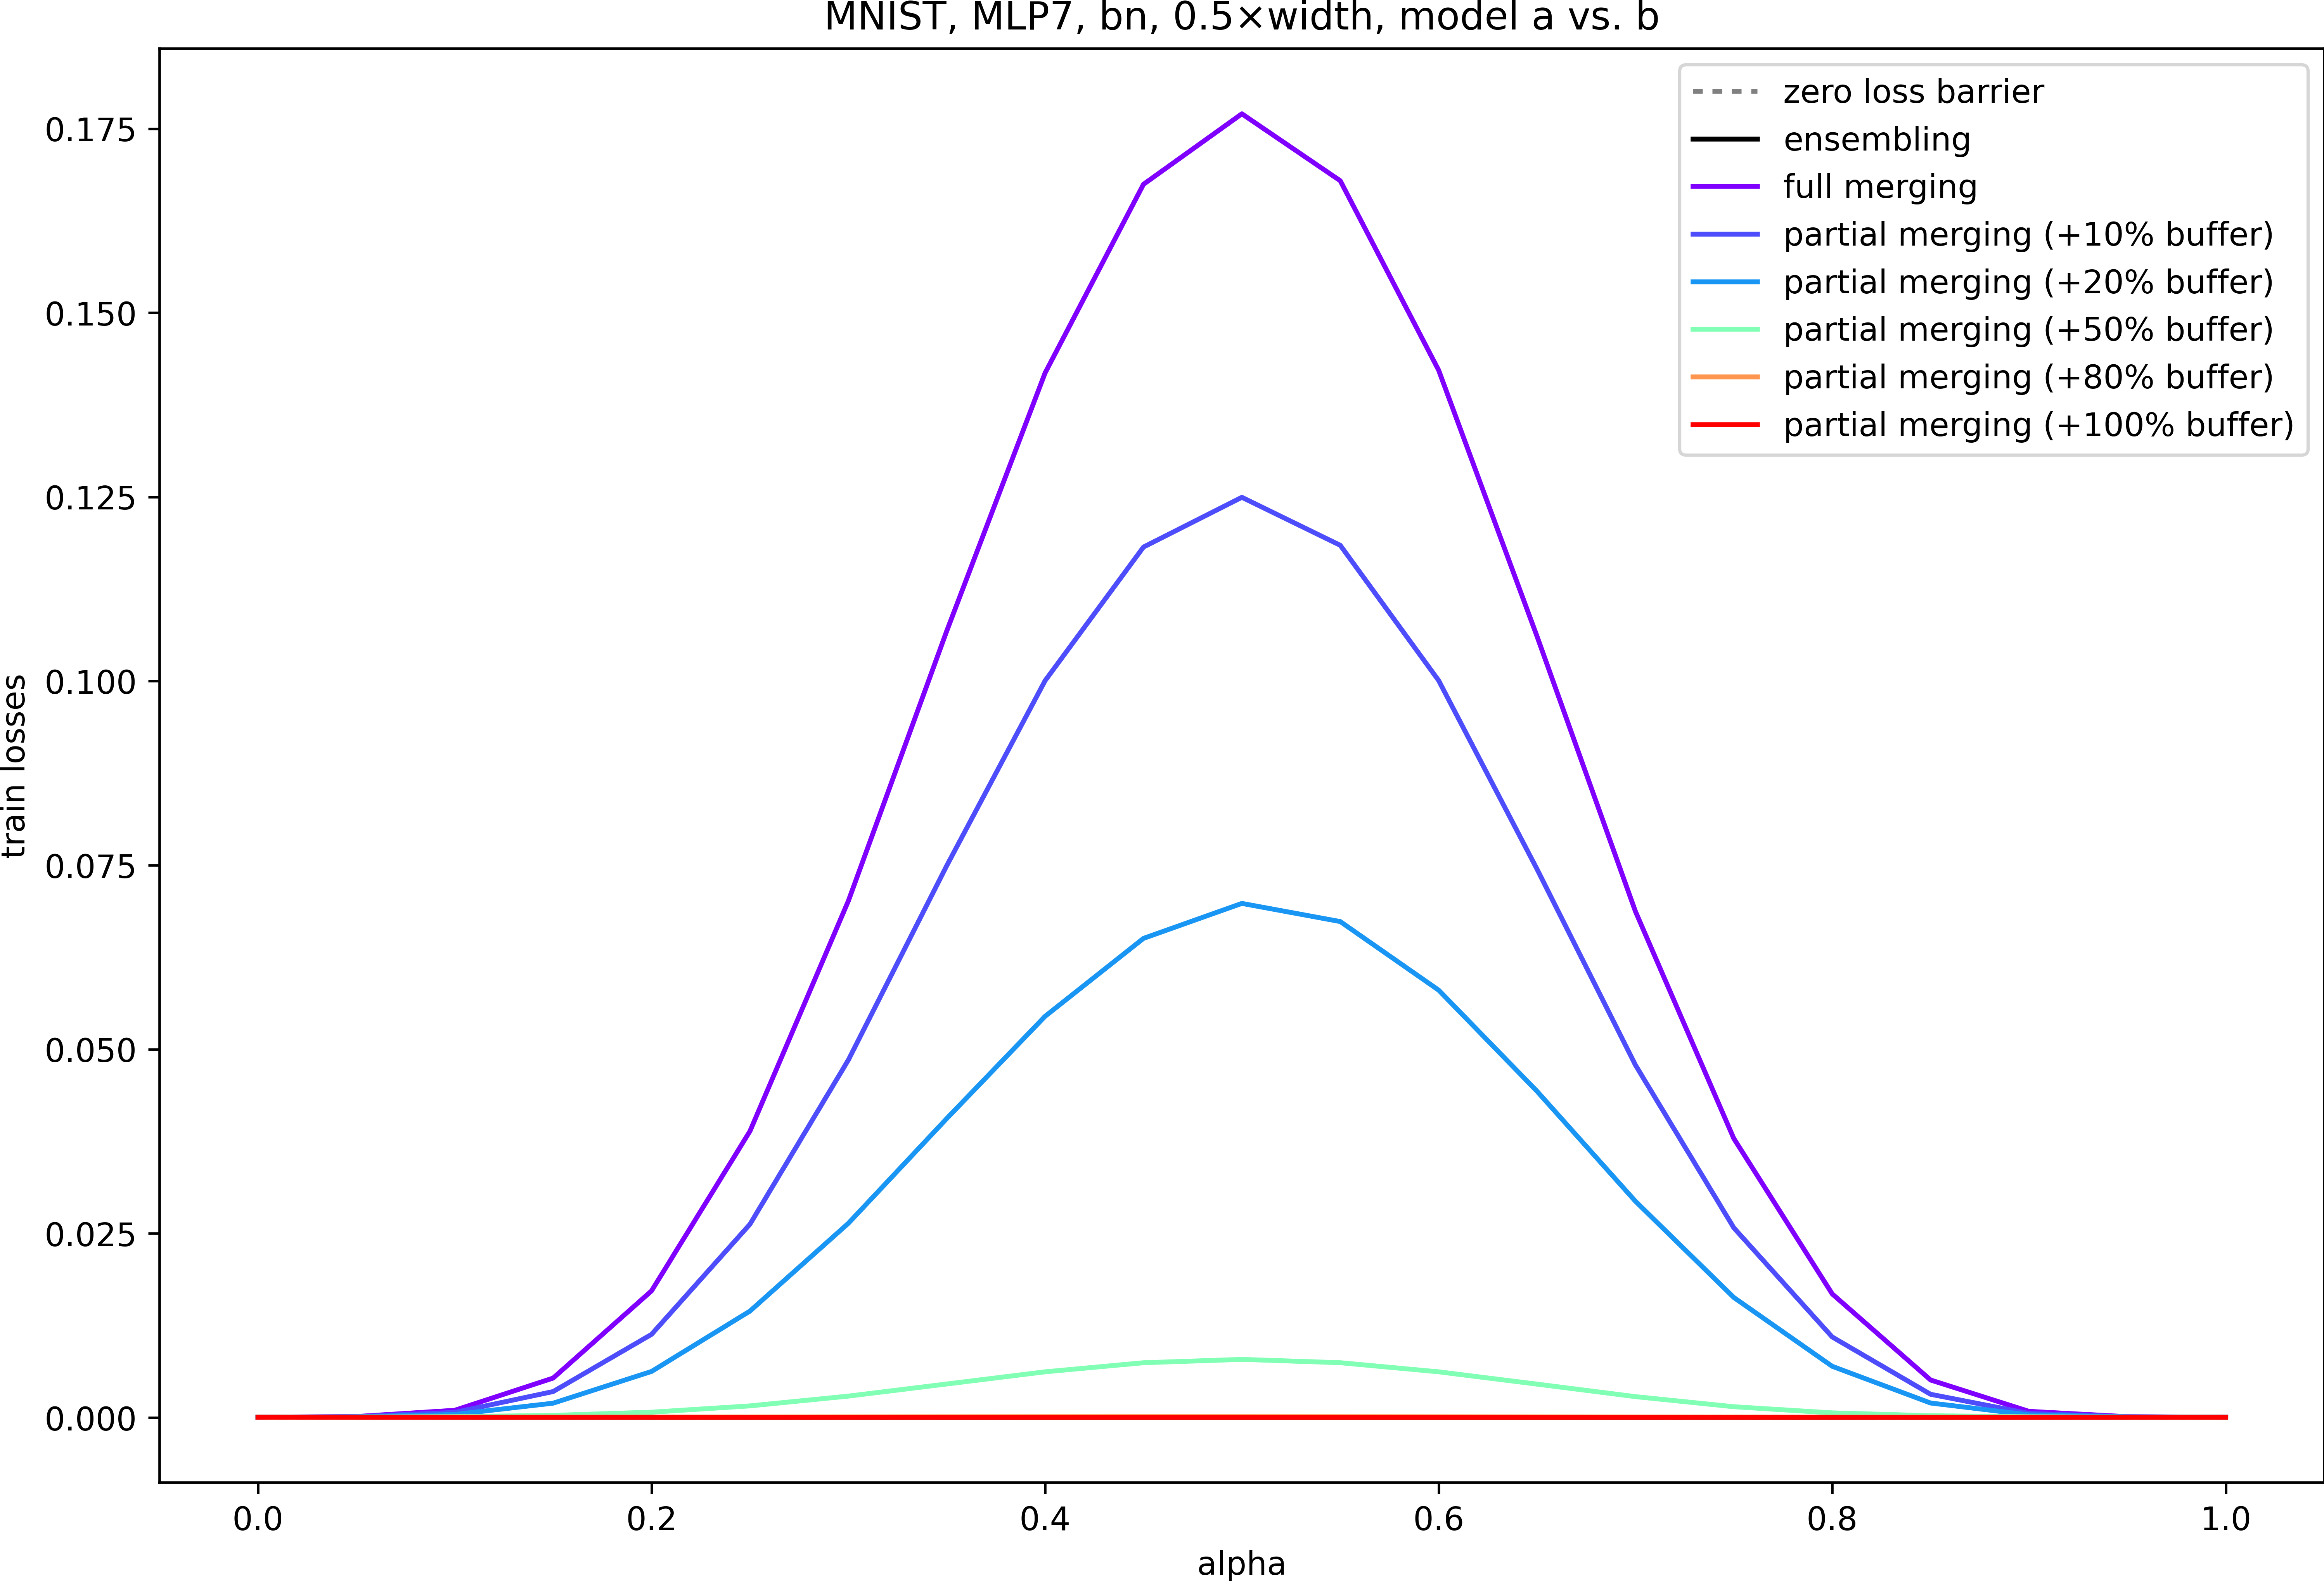 MNIST, MLP7, bn, 0.5×width, model a vs. b
zero loss barrier
ensembling
full merging
partial merging (+10% buffer)
partial merging (+20% buffer)
partial merging (+50% buffer)
partial merging (+80% buffer)
partial merging (+100% buffer)
train losses
0.175
0.150
0.125
0.100
0.075
0.050
0.025
0.000
0.0 0.2 0.4 0.6 0.8 1.0
alpha